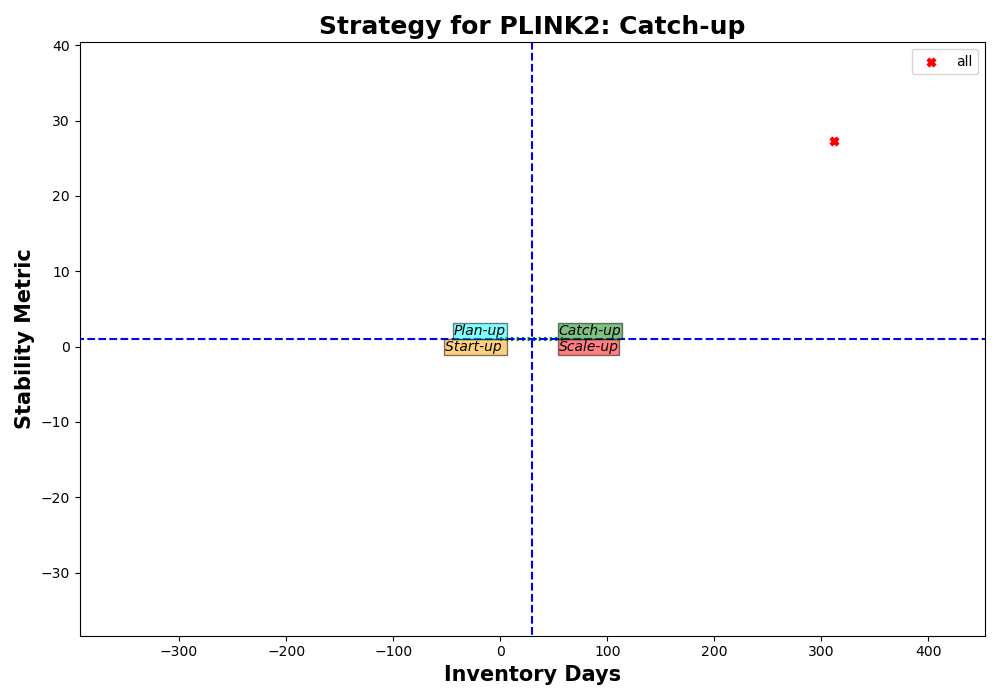 Strategy for PLINK2: Catch-up
40
30
20
10
0
−10
−20
−30
Stability Metric
all
Plan-up
Catch-up
Start-up
Scale-up
−300
−200
−100
0
100
200
300
400
Inventory Days